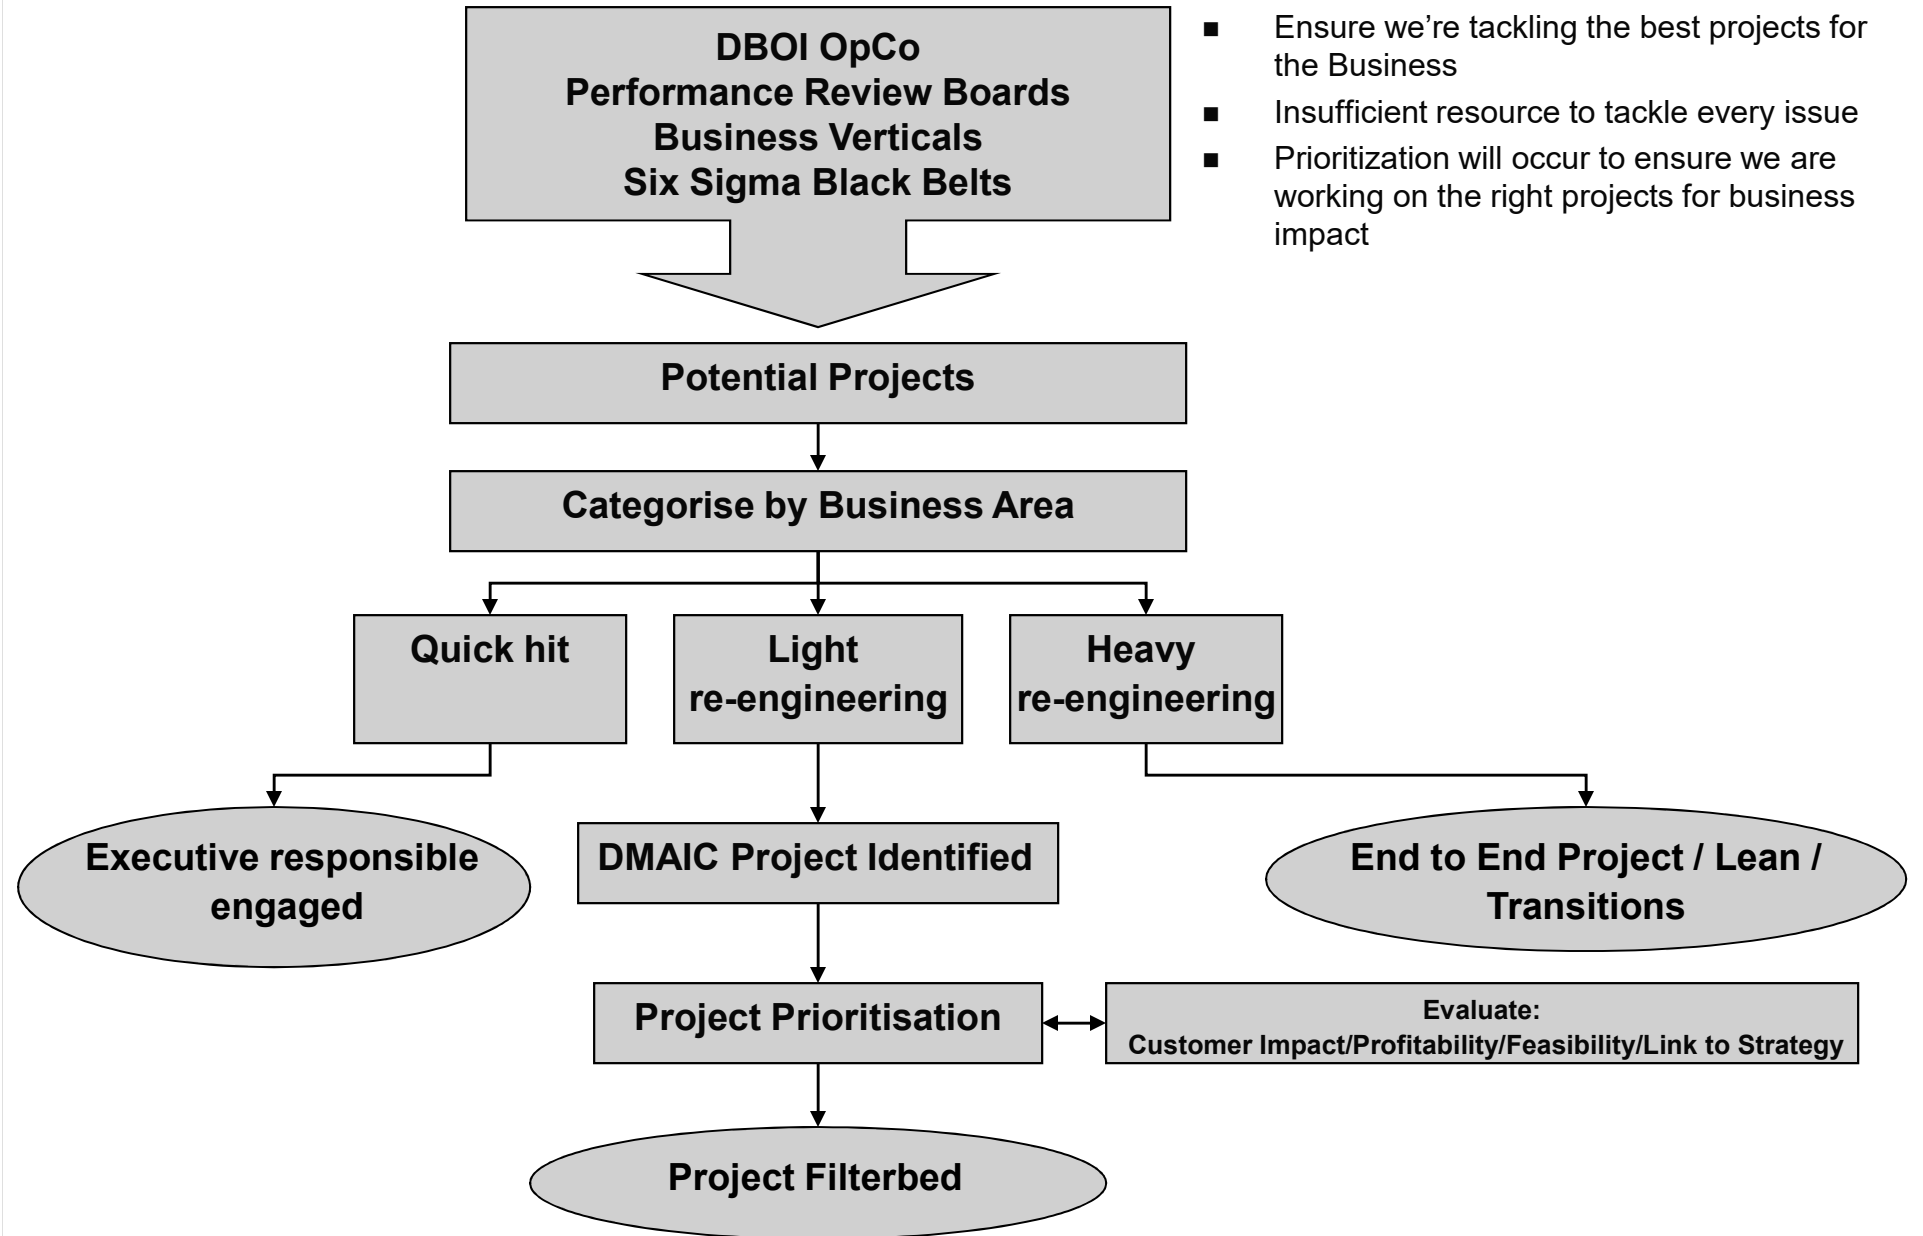 DBOI OpCo
Performance Review Boards
Business Verticals
Six Sigma Black Belts
■ Ensure we're tackling the best projects for
the Business
■ Insufficient resource to tackle every issue
■ Prioritization will occur to ensure we are
working on the right projects for business
impact
Potential Projects
Categorise by Business Area
Quick hit
Light
re-engineering
Heavy
re-engineering
Executive responsible
engaged
DMAIC Project Identified
End to End Project / Lean /
Transitions
Project Prioritisation
Evaluate:
Customer Impact/Profitability/Feasibility/Link to Strategy
Project Filterbed